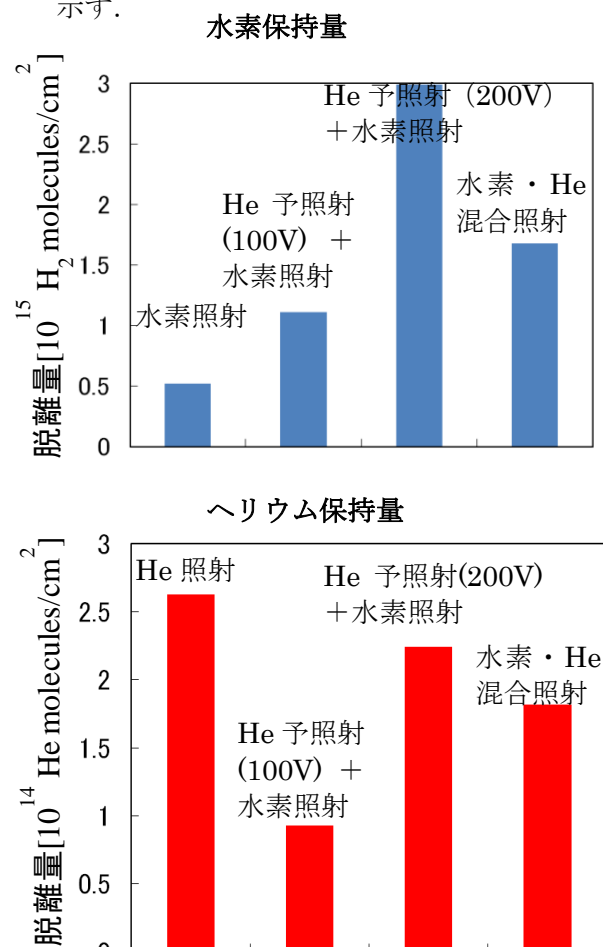 示す.
水素保持量
脱離量[10^15 H_2 molecules/cm^2]
3
2.5
2
1.5
1
0.5
0
水素照射
He 予照射
(100V) +
水素照射
He 予照射（200V）
＋水素照射
水素・He
混合照射
ヘリウム保持量
脱離量[10^14 He molecules/cm^2]
3
2.5
2
1.5
1
0.5
0
He 照射
He 予照射
(100V) +
水素照射
He 予照射(200V)
＋水素照射
水素・He
混合照射